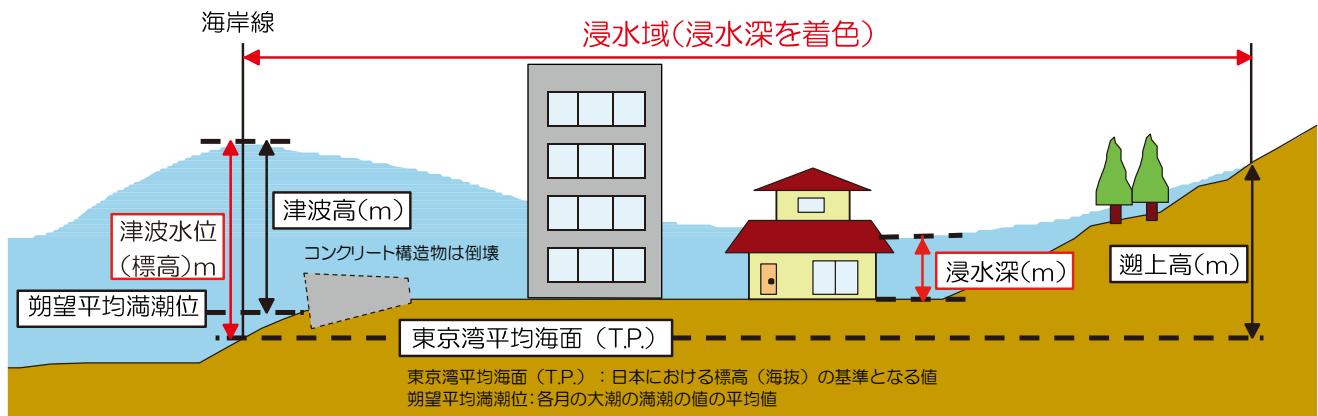 海岸線
浸水域(浸水深を着色)
津波高(m)
津波水位
(標高)m
コンクリート構造物は倒壊
浸水深(m)
遡上高(m)
朔望平均満潮位
東京湾平均海面（T.P.）
東京湾平均海面（T.P.）：日本における標高（海抜）の基準となる値
朔望平均満潮位：各月の大潮の満潮の値の平均値